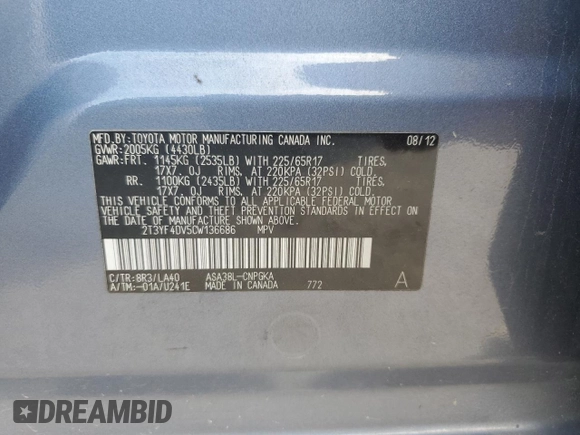 MFD.BY:TOYOTA MOTOR MANUFACTURING CANADA INC. 08/12
GVWR:2005KG (4430LB)
GAWR:FRT. 1145KG (2535LB) WITH 225/65R17 TIRES,
17X7. 0J RIMS, AT 220KPA (32PSI) COLD.
RR. 1100KG (2435LB) WITH 225/65R17 TIRES,
17X7. 0J RIMS, AT 220KPA (32PSI) COLD.
THIS VEHICLE CONFORMS TO ALL APPLICABLE FEDERAL MOTOR
VEHICLE SAFETY AND THEFT PREVENTION STANDARDS IN EFFECT ON
THE DATE OF MANUFACTURE SHOWN ABOVE.
2T3YF4DV5CW136686 MPV
C/TR:8R3/LA40 ASA38L-CNPGKA
A/TM:-01A/U241E MADE IN CANADA 772 A
DREAMBID